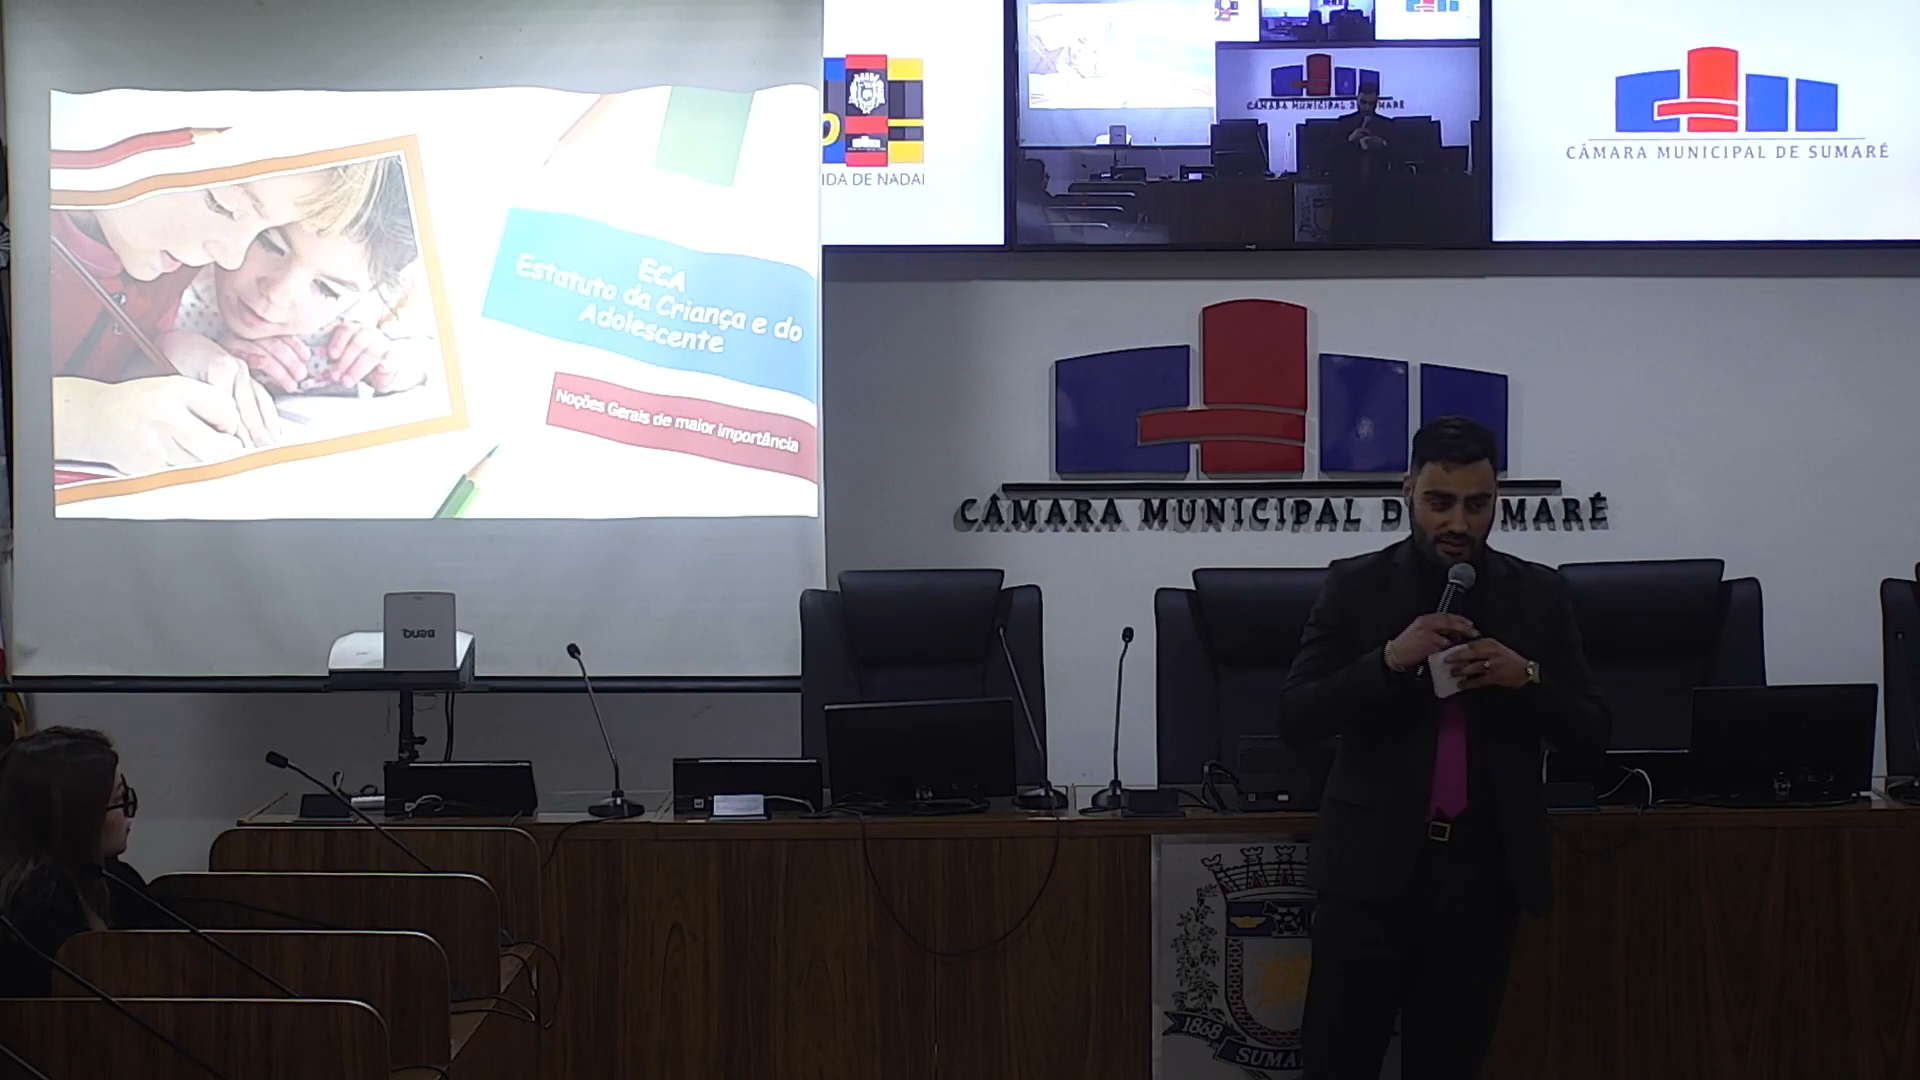 ECA
Estatuto da Criança e do
Adolescente
Noções Gerais de maior importância
IDA DE NADAI
CÂMARA MUNICIPAL DE SUMARÉ
CÂMARA MUNICIPAL D MARÉ
BenQ
1868
SUMA